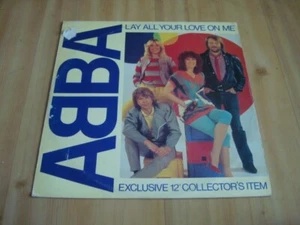 LAY ALL YOUR LOVE ON ME
ABBA
EXCLUSIVE 12" COLLECTOR'S ITEM